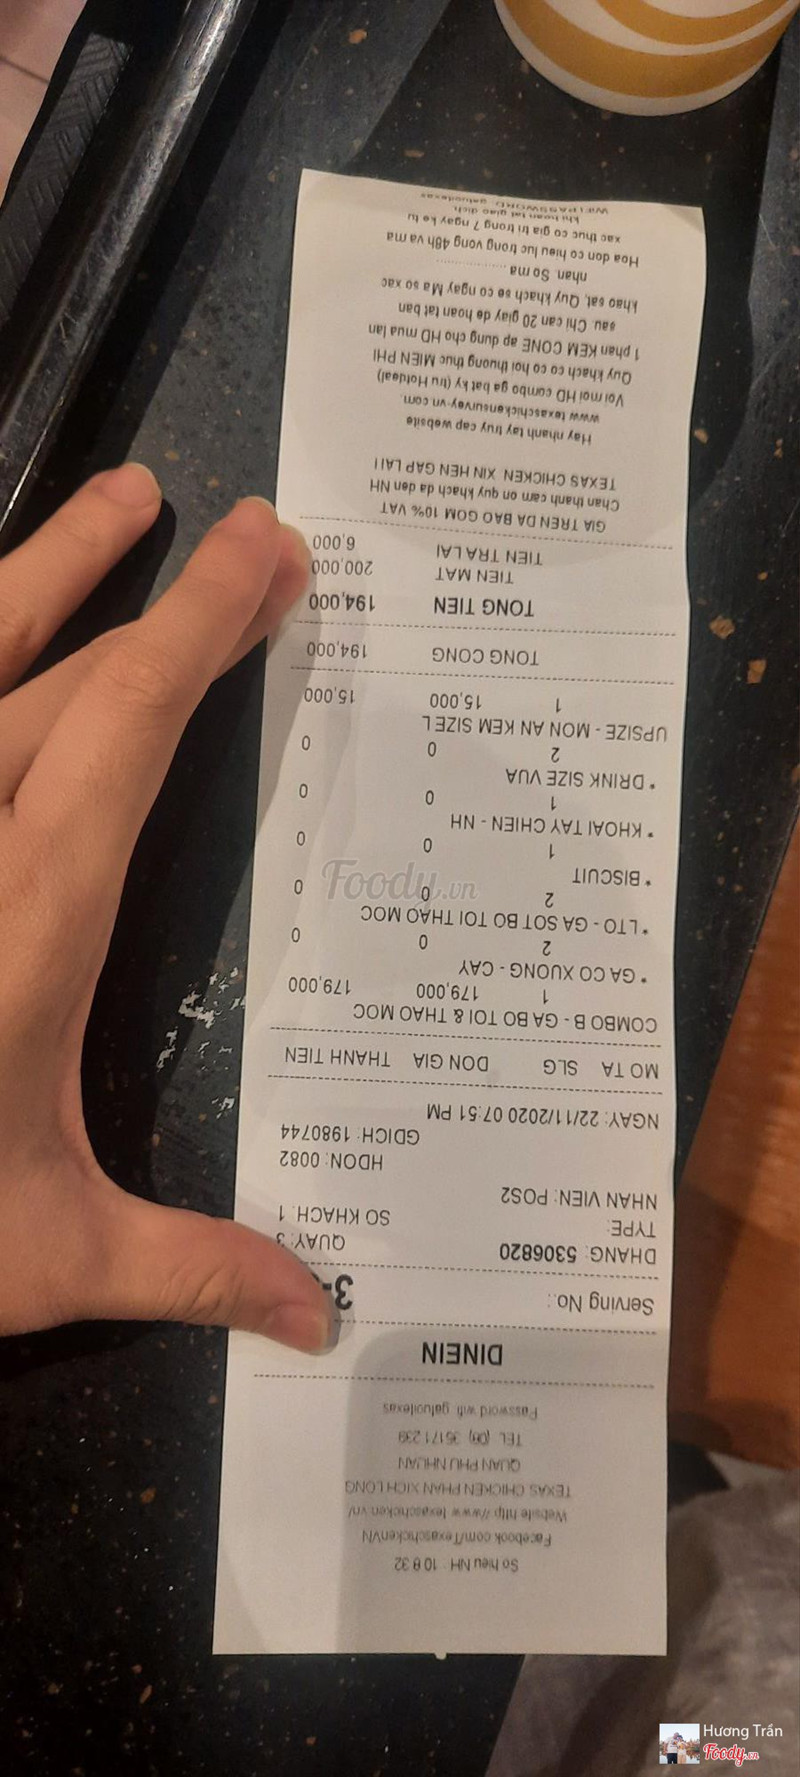 So hieu NH : 10 8 32
Facebook com/TexaschickenVN
Website http //www texaschicken vn/
TEXAS CHICKEN PHAN XICH LONG
QUAN PHU NHUAN
TEL (08) 35171 239
Password wifi galuoitexas
DINEIN
Serving No.: 3-
DHANG: 5306820 QUAY: 3
TYPE: SO KHACH: 1
NHAN VIEN: POS2
HDON: 0082
GDICH: 1980744
NGAY: 22/11/2020 07:51 PM
MO TA SLG DON GIA THANH TIEN
COMBO B - GA BO TOI & THAO MOC
1 179,000 179,000
* GA CO XUONG - CAY
2 0 0
* LTO - GA SOT BO TOI THAO MOC
2 0 0
* BISCUIT
1 0 0
* KHOAI TAY CHIEN - NH
1 0 0
* DRINK SIZE VUA
2 0 0
UPSIZE - MON AN KEM SIZE L
1 15,000 15,000
TONG CONG 194,000
TONG TIEN 194,000
TIEN MAT 200,000
TIEN TRA LAI 6,000
GIA TREN DA BAO GOM 10% VAT
Chan thanh cam on quy khach da den NH
TEXAS CHICKEN XIN HEN GAP LAI !
Hay nhanh tay truy cap website
www texaschickensurvey-vn.com
Voi moi HD combo ga bat ky (tru Hotdeal)
Quy khach co co hoi thuong thuc MIEN PHI
1 phan KEM CONE ap dung cho HD mua lan
sau. Chi can 20 giay de hoan tat ban
khao sat, Quy khach se co ngay Ma so xac
nhan. So ma ..................
Hoa don co hieu luc trong vong 48h va ma
xac thuc co gia tri trong 7 ngay ke tu
khi hoan tat giao dich.
WIFI PASSWORD: galuoitexas
Foody.vn
Hương Trần
Foody.vn